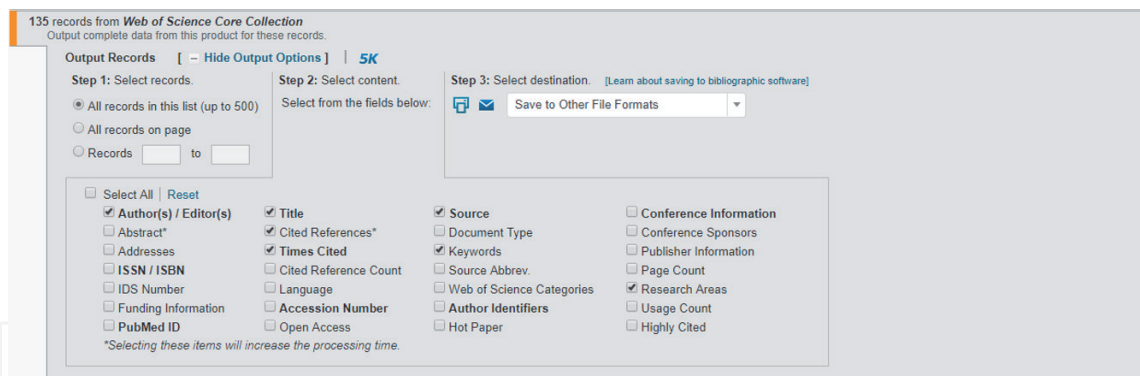 135 records from Web of Science Core Collection
Output complete data from this product for these records.
Output Records [ – Hide Output Options ] | 5K
Step 1: Select records.
All records in this list (up to 500)
All records on page
Records to
Step 2: Select content.
Select from the fields below:
Step 3: Select destination. [Learn about saving to bibliographic software]
Save to Other File Formats
Select All | Reset
Author(s) / Editor(s) Title Source Conference Information
Abstract* Cited References* Document Type Conference Sponsors
Addresses Times Cited Keywords Publisher Information
ISSN / ISBN Cited Reference Count Source Abbrev. Page Count
IDS Number Language Web of Science Categories Research Areas
Funding Information Accession Number Author Identifiers Usage Count
PubMed ID Open Access Hot Paper Highly Cited
*Selecting these items will increase the processing time.